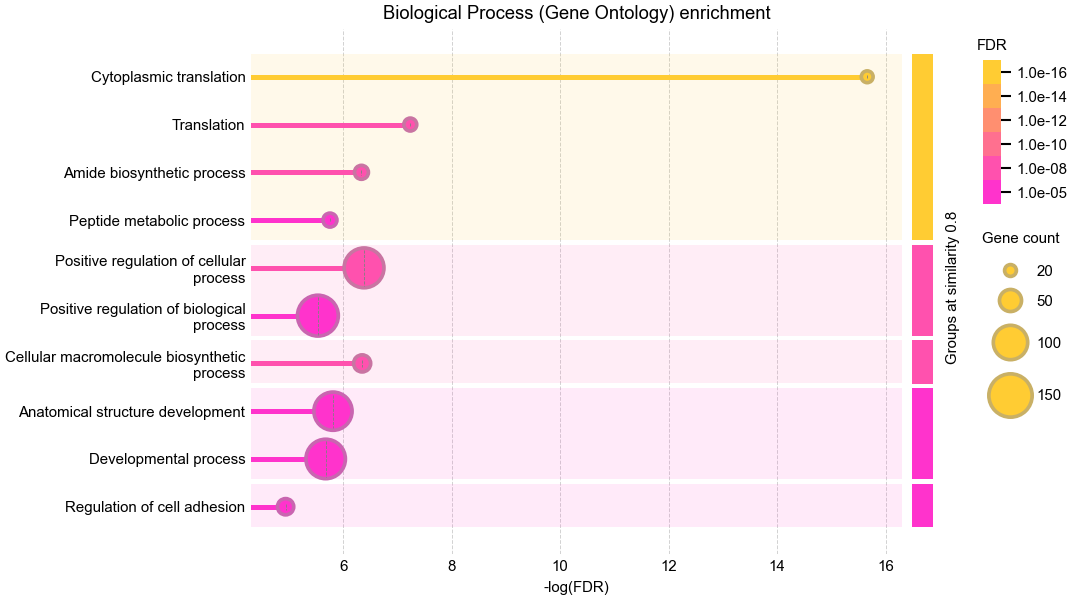 Biological Process (Gene Ontology) enrichment
Cytoplasmic translation
Translation
Amide biosynthetic process
Peptide metabolic process
Positive regulation of cellular
process
Positive regulation of biological
process
Cellular macromolecule biosynthetic
process
Anatomical structure development
Developmental process
Regulation of cell adhesion
6
8
10
12
14
16
-log(FDR)
Groups at similarity 0.8
FDR
1.0e-16
1.0e-14
1.0e-12
1.0e-10
1.0e-08
1.0e-05
Gene count
20
50
100
150